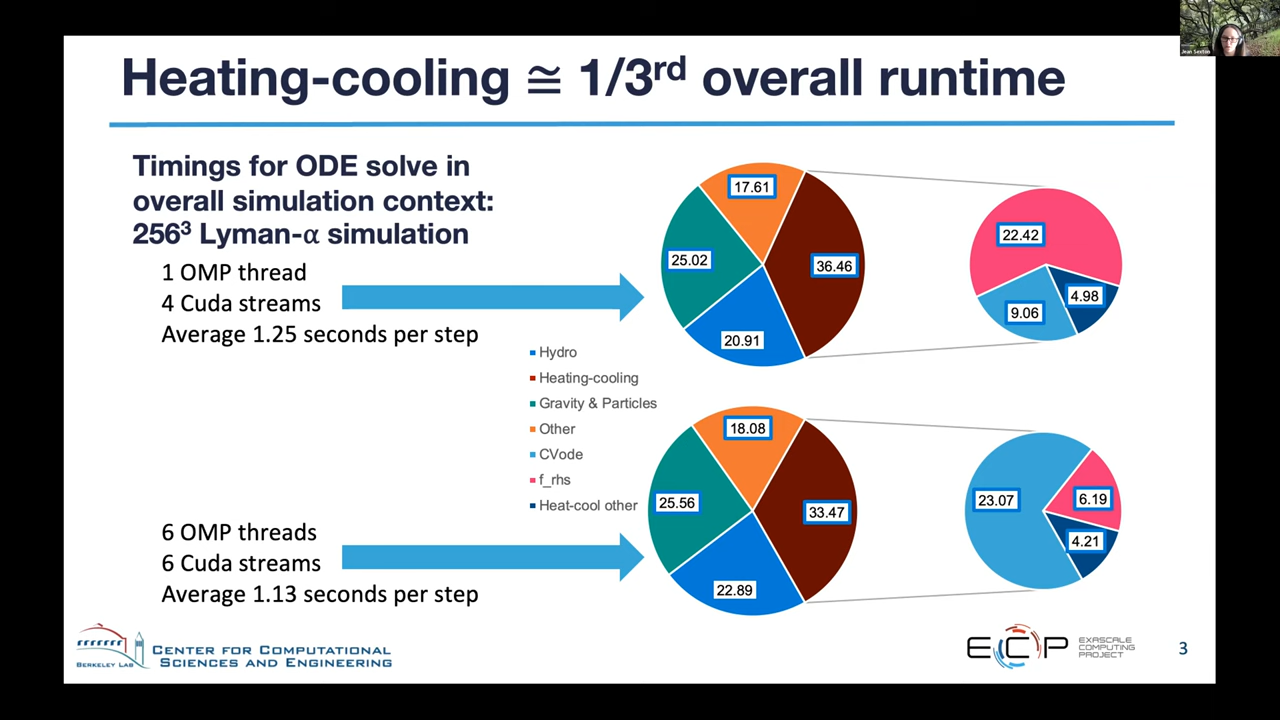 Jean Sexton
Heating-cooling ≅ 1/3rd overall runtime
Timings for ODE solve in
overall simulation context:
256³ Lyman-α simulation
1 OMP thread
4 Cuda streams
Average 1.25 seconds per step
17.61
25.02
36.46
20.91
22.42
4.98
9.06
Hydro
Heating-cooling
Gravity & Particles
Other
CVode
f_rhs
Heat-cool other
18.08
25.56
33.47
22.89
23.07
6.19
4.21
6 OMP threads
6 Cuda streams
Average 1.13 seconds per step
BERKELEY LAB
CENTER FOR COMPUTATIONAL
SCIENCES AND ENGINEERING
ECP
EXASCALE
COMPUTING
PROJECT
3